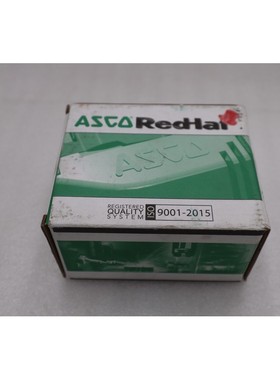 ASCO RedHat
ASCO
REGISTERED
QUALITY
SYSTEM
ISO 9001-2015